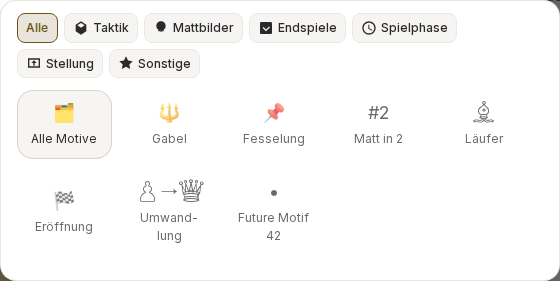 Alle Taktik Mattbilder Endspiele Spielphase
Stellung Sonstige
Alle Motive Gabel Fesselung #2 Matt in 2 Läufer
Eröffnung Umwand-
lung Future Motif
42